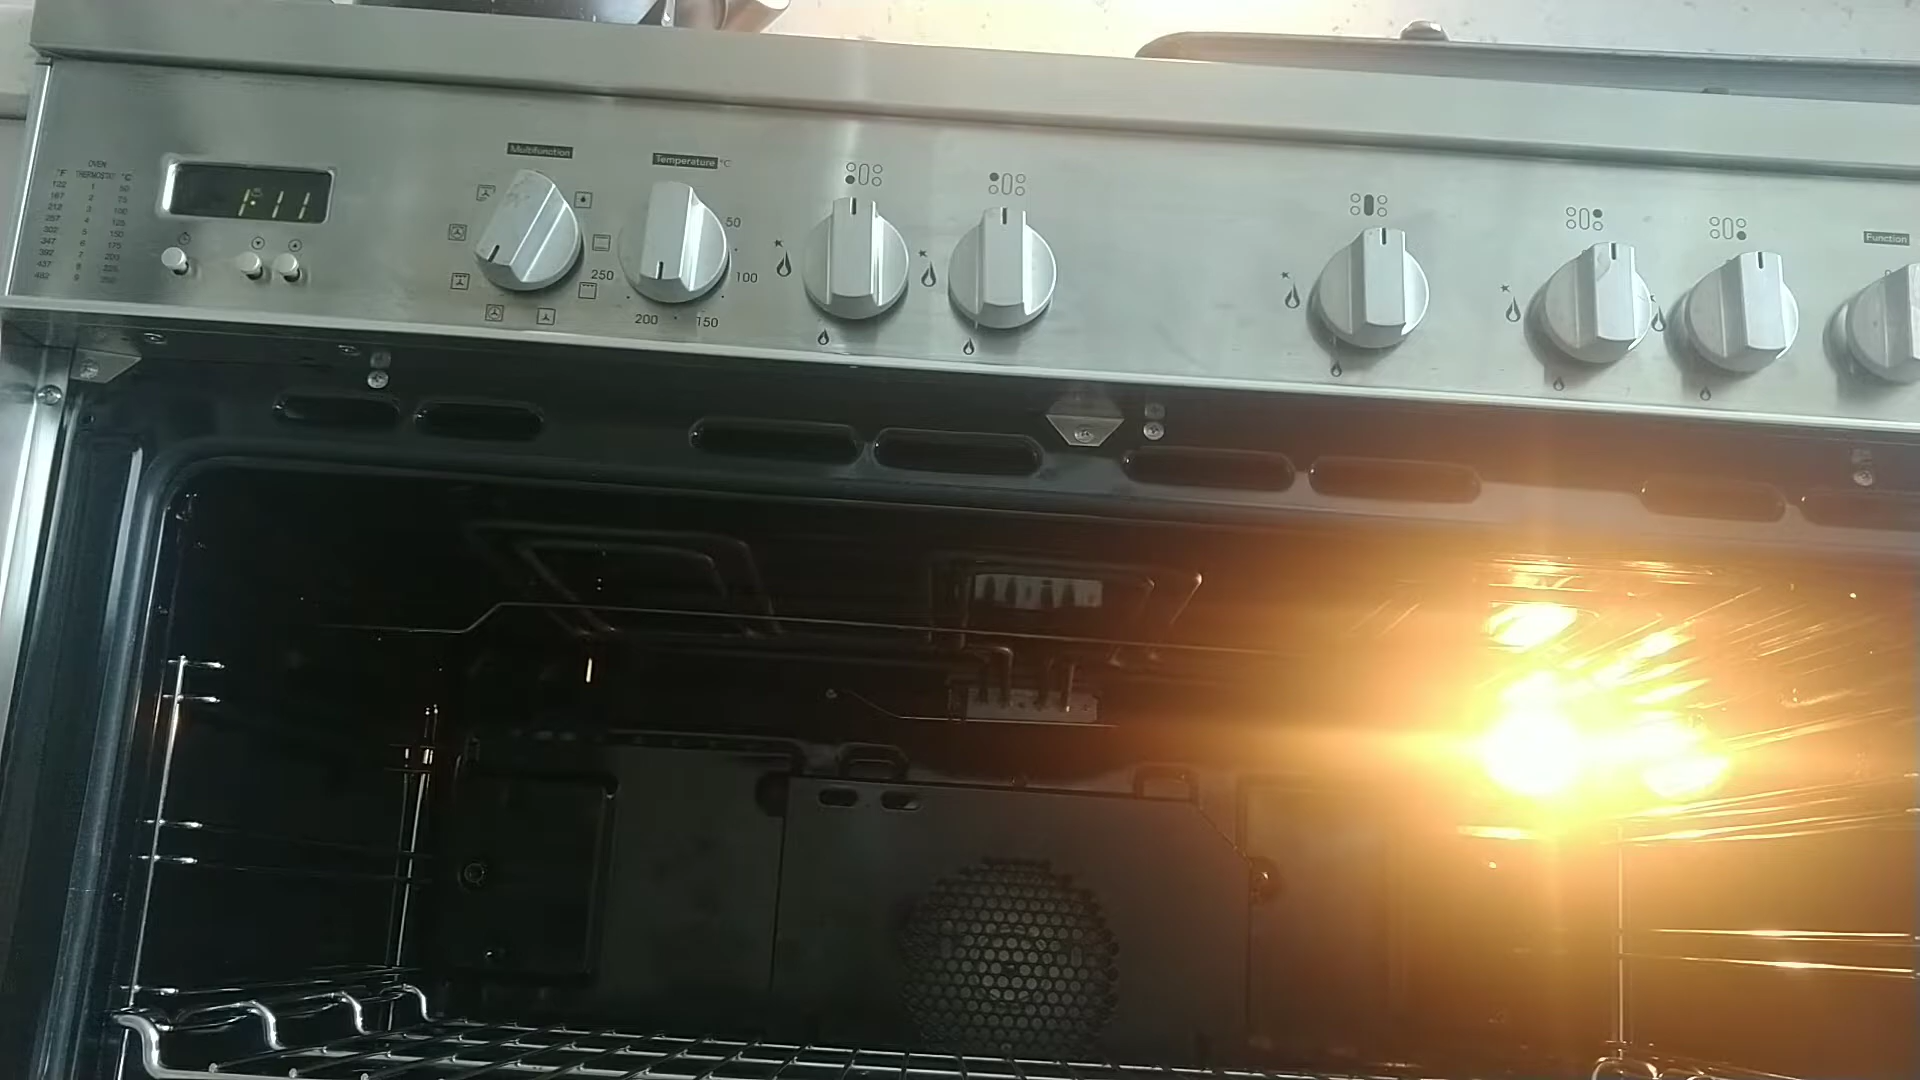 OVEN
°F THERMOSTAT °C
122 1 50
167 2 75
212 3 100
257 4 125
302 5 150
347 6 175
392 7 200
437 8 225
482 9 250
1:11
Multifunction
Temperature °C
50
100
150
200
250
Function